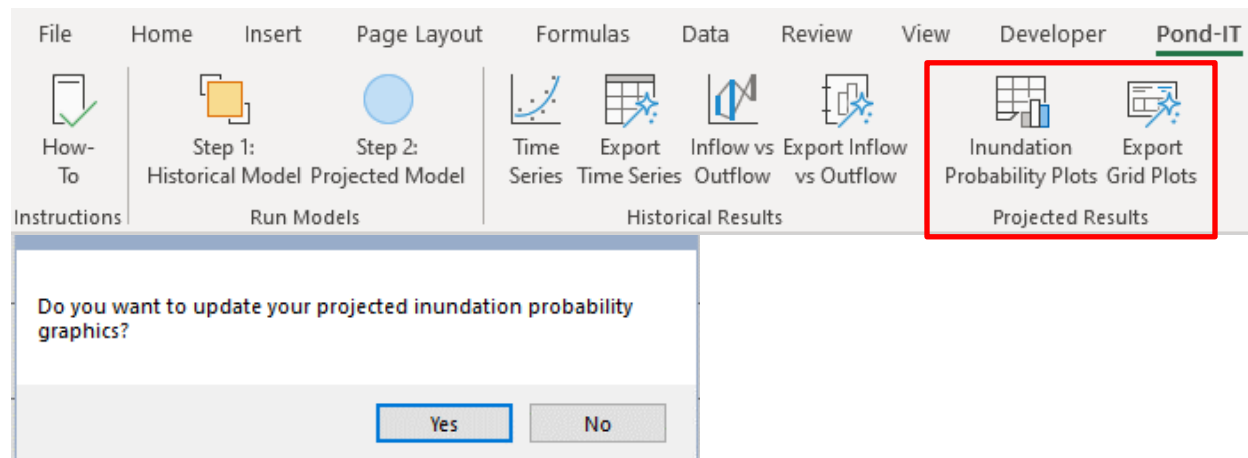 File Home Insert Page Layout Formulas Data Review View Developer Pond-IT
How- Step 1: Step 2: Time Export Inflow vs Export Inflow Inundation Export
To Historical Model Projected Model Series Time Series Outflow vs Outflow Probability Plots Grid Plots
Instructions Run Models Historical Results Projected Results
Do you want to update your projected inundation probability
graphics?
Yes No